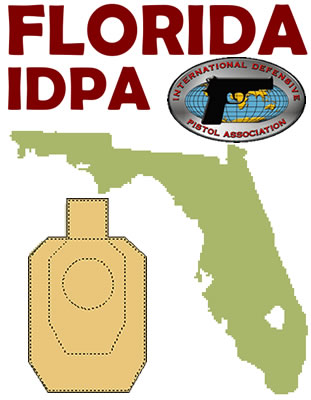 FLORIDA
IDPA
INTERNATIONAL DEFENSIVE
PISTOL ASSOCIATION